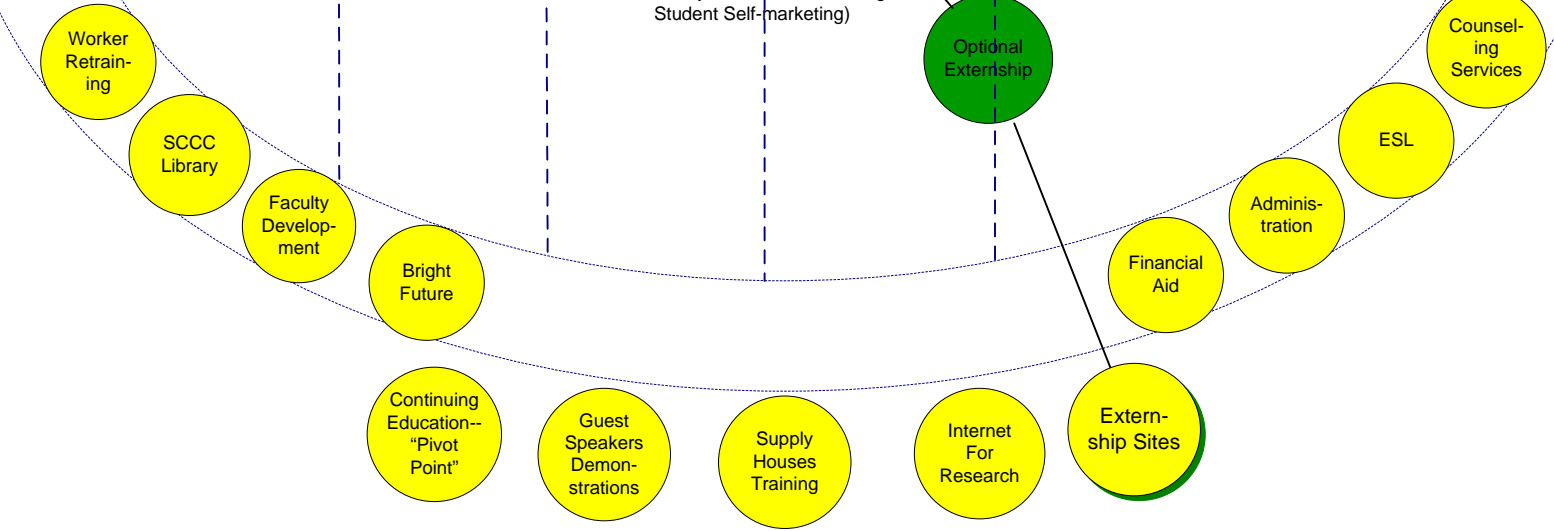 Student Self-marketing)
Worker
Retrain-
ing
SCCC
Library
Faculty
Develop-
ment
Bright
Future
Optional
Externship
Counsel-
ing
Services
ESL
Adminis-
tration
Financial
Aid
Continuing
Education--
“Pivot
Point”
Guest
Speakers
Demon-
strations
Supply
Houses
Training
Internet
For
Research
Extern-
ship Sites